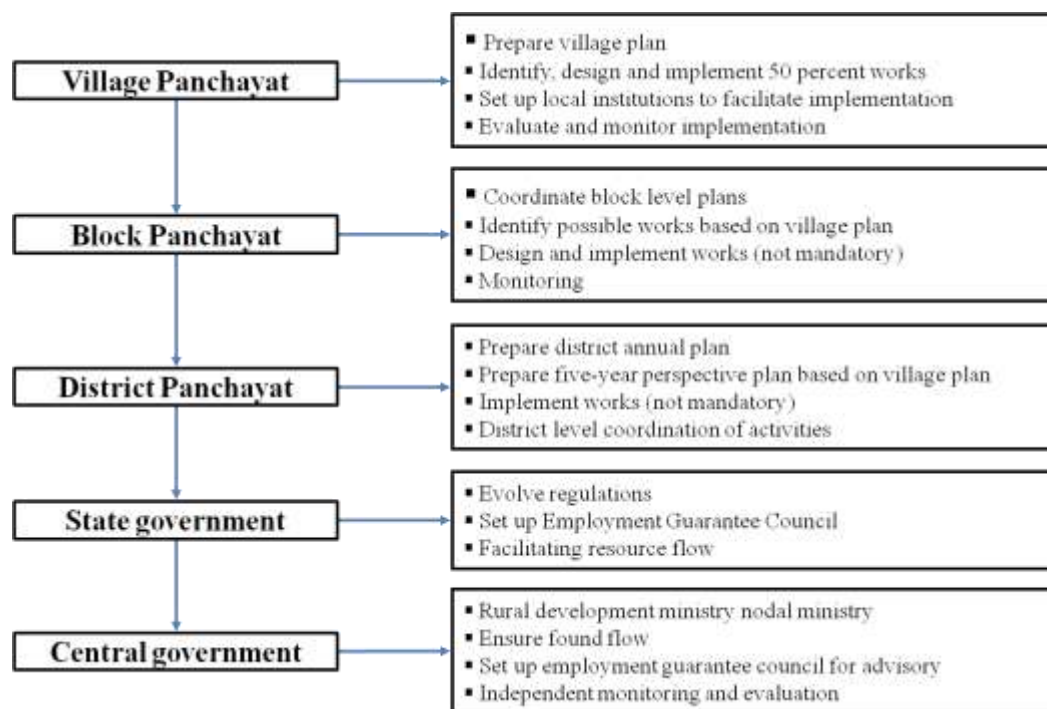 Village Panchayat
▪ Prepare village plan
▪ Identify, design and implement 50 percent works
▪ Set up local institutions to facilitate implementation
▪ Evaluate and monitor implementation
Block Panchayat
▪ Coordinate block level plans
▪ Identify possible works based on village plan
▪ Design and implement works (not mandatory)
▪ Monitoring
District Panchayat
▪ Prepare district annual plan
▪ Prepare five-year perspective plan based on village plan
▪ Implement works (not mandatory)
▪ District level coordination of activities
State government
▪ Evolve regulations
▪ Set up Employment Guarantee Council
▪ Facilitating resource flow
Central government
▪ Rural development ministry nodal ministry
▪ Ensure found flow
▪ Set up employment guarantee council for advisory
▪ Independent monitoring and evaluation